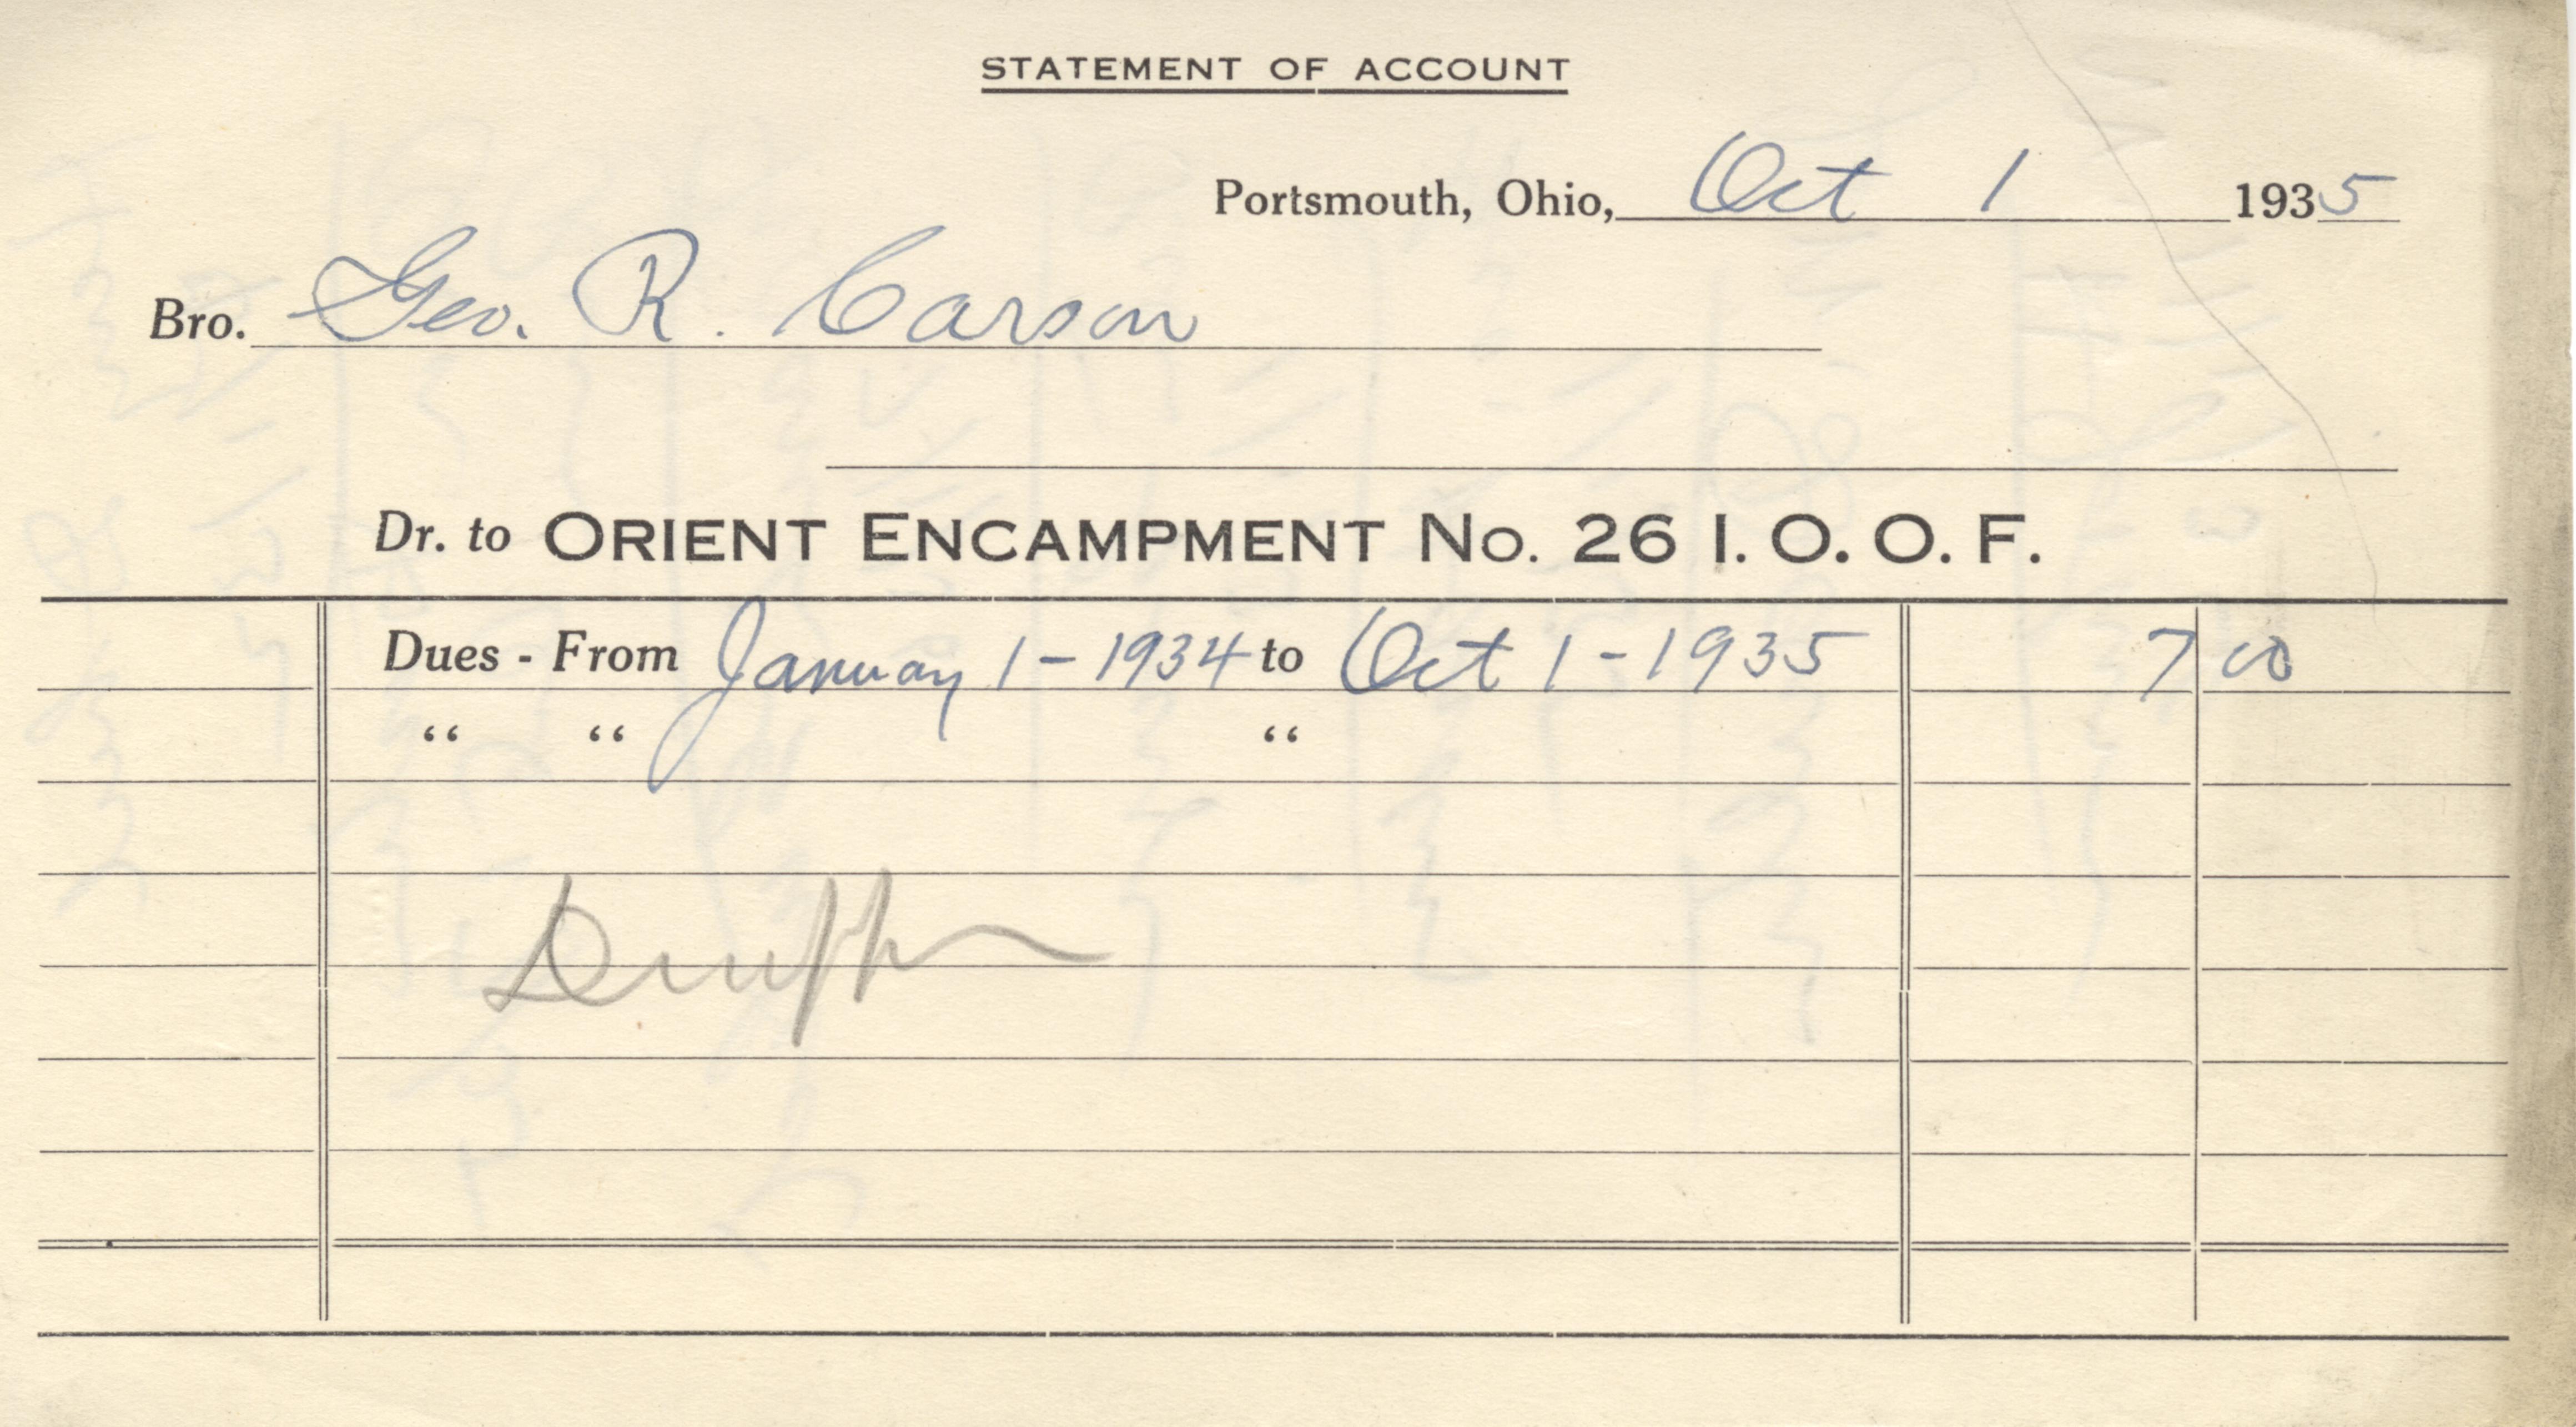 STATEMENT OF ACCOUNT
Portsmouth, Ohio, Oct 1 1935
Bro. Geo. R. Carson
Dr. to ORIENT ENCAMPMENT No. 26 I. O. O. F.
Dues - From January 1 - 1934 to Oct 1 - 1935 7 00
“ “ “